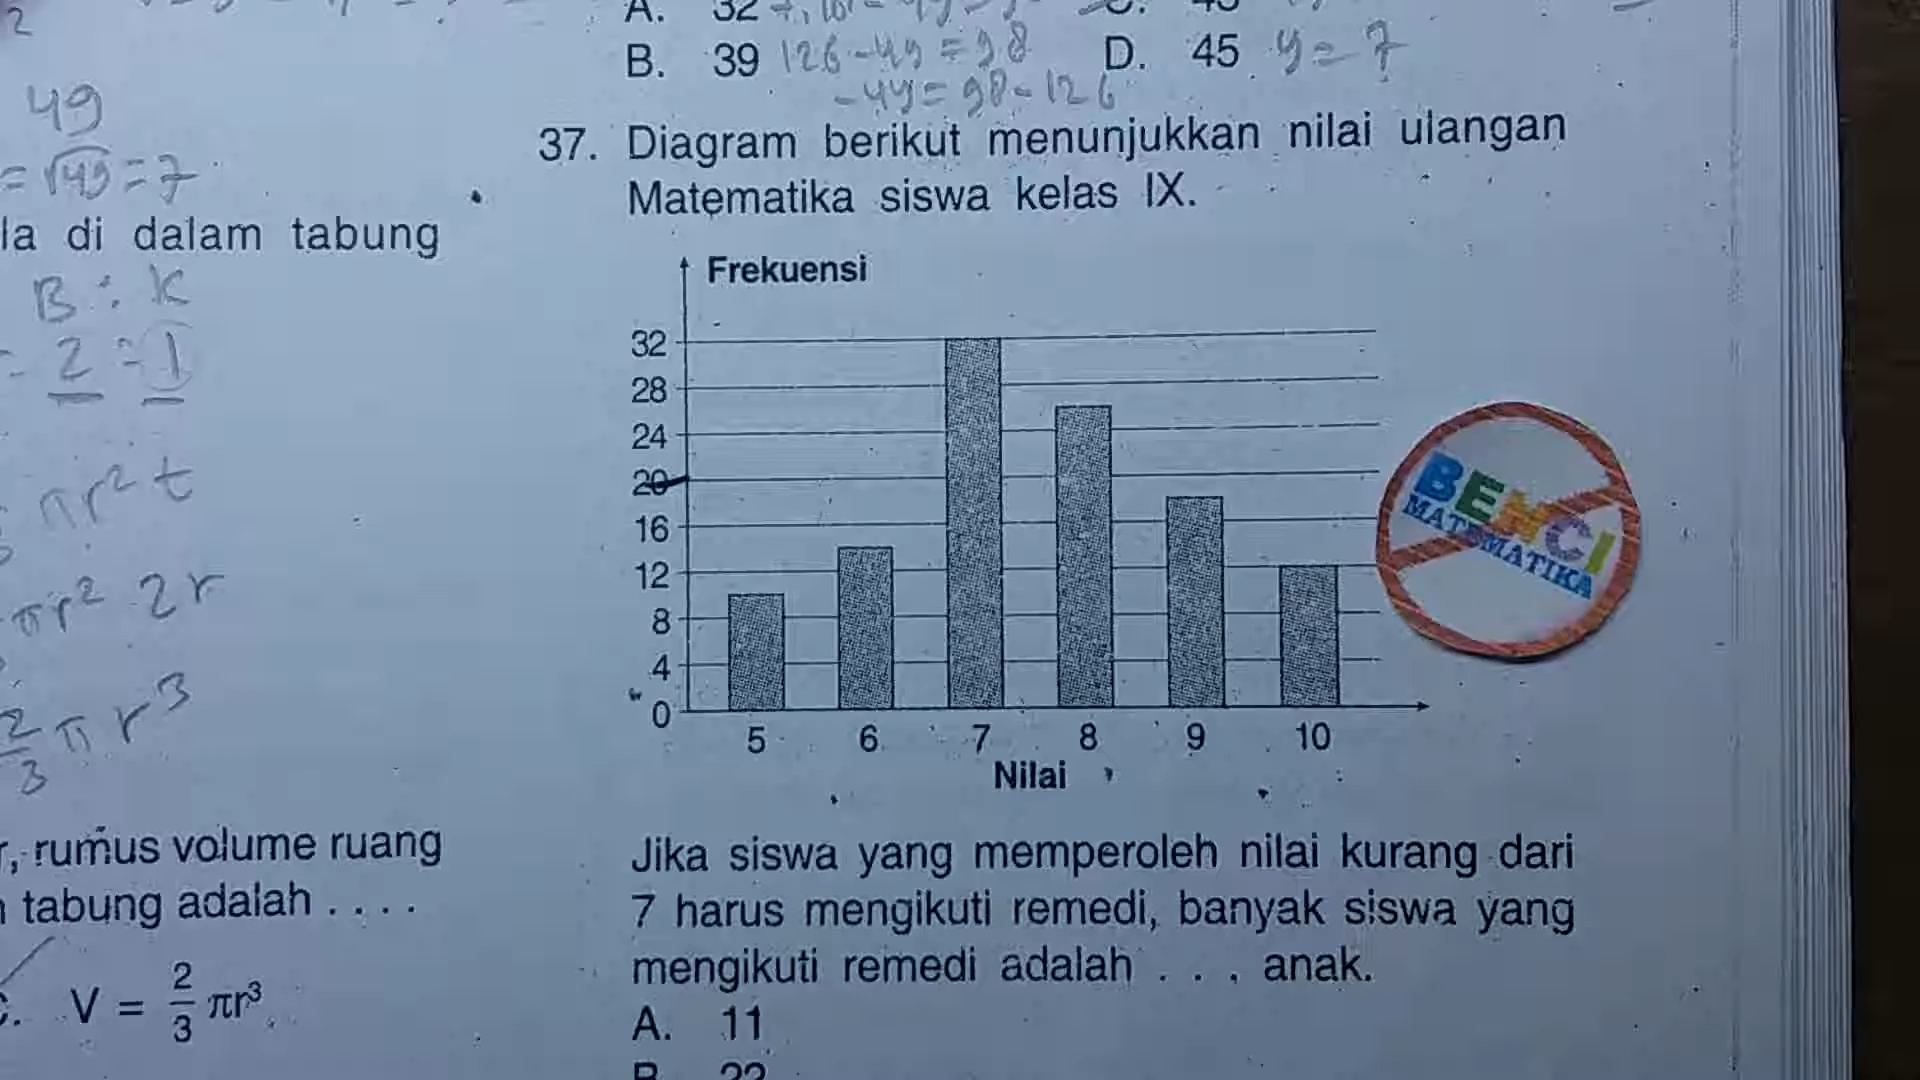 2
49
= √49 = 7
la di dalam tabung
B : K
= 2 : 1
πr² t
πr² 2r
2/3 π r³
r, rumus volume ruang
tabung adalah . . . .
V = 2/3 πr³
A. 32
B. 39 126-4y = 98 D. 45 y = 7
-4y = 98-126
37. Diagram berikut menunjukkan nilai ulangan
Matematika siswa kelas IX.
Frekuensi
32
28
24
20
16
12
8
4
0
5 6 7 8 9 10
Nilai
BENCI
MATEMATIKA
Jika siswa yang memperoleh nilai kurang dari
7 harus mengikuti remedi, banyak siswa yang
mengikuti remedi adalah . . . . anak.
A. 11
B. 22